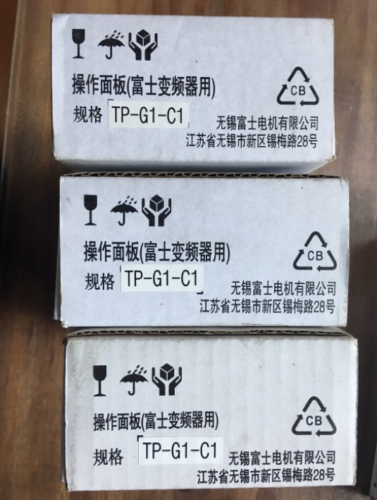 操作面板(富士变频器用)
规格 TP-G1-C1
CB
无锡富士电机有限公司
江苏省无锡市新区锡梅路28号
操作面板(富士变频器用)
规格 TP-G1-C1
CB
无锡富士电机有限公司
江苏省无锡市新区锡梅路28号
操作面板(富士变频器用)
规格 TP-G1-C1
CB
无锡富士电机有限公司
江苏省无锡市新区锡梅路28号